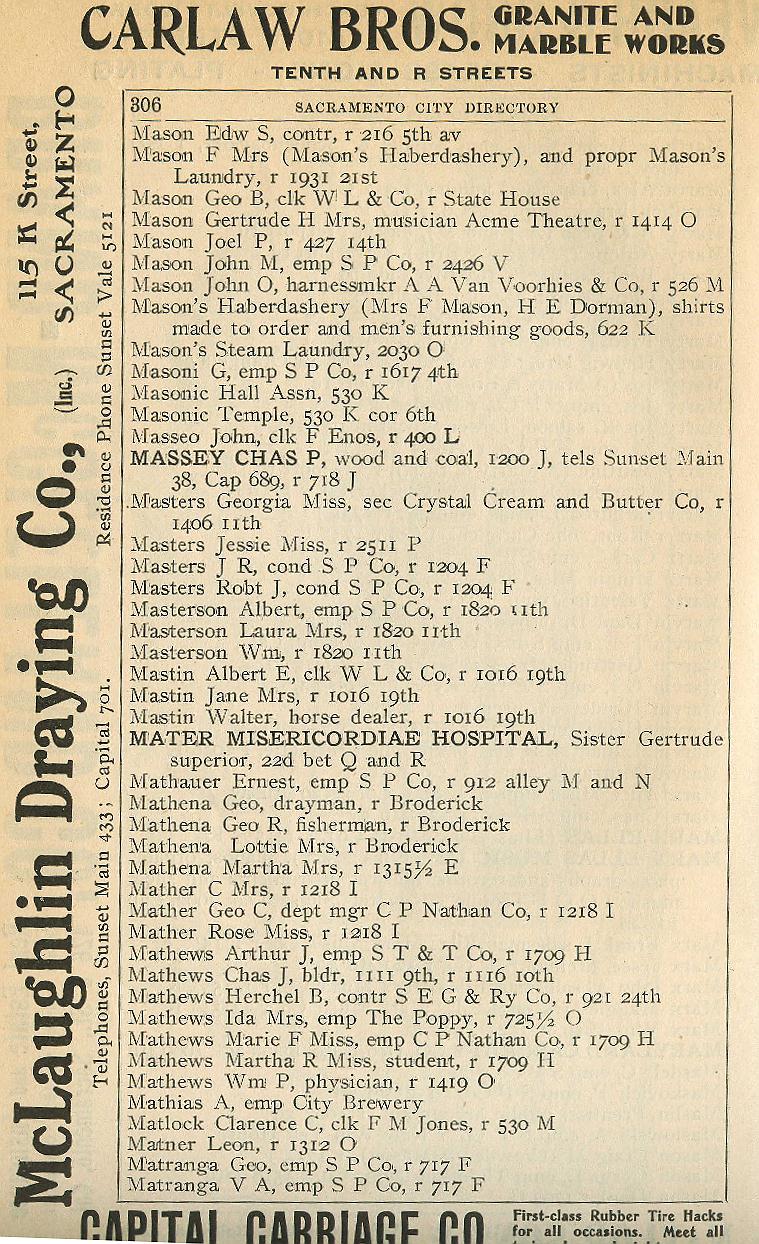 CARLAW BROS. GRANITE AND
MARBLE WORKS
TENTH AND R STREETS
McLaughlin Draying Co., (Inc.) 115 K Street,
SACRAMENTO
Telephones, Sunset Main 433; Capital 701. Residence Phone Sunset Vale 5121
306 SACRAMENTO CITY DIRECTORY
Mason Edw S, contr, r 216 5th av
Mason F Mrs (Mason's Haberdashery), and propr Mason's
Laundry, r 1931 21st
Mason Geo B, clk W L & Co, r State House
Mason Gertrude H Mrs, musician Acme Theatre, r 1414 O
Mason Joel P, r 427 14th
Mason John M, emp S P Co, r 2426 V
Mason John O, harnessmkr A A Van Voorhies & Co, r 526 M
Mason's Haberdashery (Mrs F Mason, H E Dorman), shirts
made to order and men's furnishing goods, 622 K
Mason's Steam Laundry, 2030 O
Masoni G, emp S P Co, r 1617 4th
Masonic Hall Assn, 530 K
Masonic Temple, 530 K cor 6th
Masseo John, clk F Enos, r 400 L
MASSEY CHAS P, wood and coal, 1200 J, tels Sunset Main
38, Cap 689, r 718 J
Masters Georgia Miss, sec Crystal Cream and Butter Co, r
1406 11th
Masters Jessie Miss, r 2511 P
Masters J R, cond S P Co, r 1204 F
Masters Robt J, cond S P Co, r 1204 F
Masterson Albert, emp S P Co, r 1820 11th
Masterson Laura Mrs, r 1820 11th
Masterson Wm, r 1820 11th
Mastin Albert E, clk W L & Co, r 1016 19th
Mastin Jane Mrs, r 1016 19th
Mastin Walter, horse dealer, r 1016 19th
MATER MISERICORDIAE HOSPITAL, Sister Gertrude
superior, 22d bet Q and R
Mathauer Ernest, emp S P Co, r 912 alley M and N
Mathena Geo, drayman, r Broderick
Mathena Geo R, fisherman, r Broderick
Mathena Lottie Mrs, r Broderick
Mathena Martha Mrs, r 1315½ E
Mather C Mrs, r 1218 I
Mather Geo C, dept mgr C P Nathan Co, r 1218 I
Mather Rose Miss, r 1218 I
Mathews Arthur J, emp S T & T Co, r 1709 H
Mathews Chas J, bldr, 1111 9th, r 1116 10th
Mathews Herchel B, contr S E G & Ry Co, r 921 24th
Mathews Ida Mrs, emp The Poppy, r 725½ O
Mathews Marie F Miss, emp C P Nathan Co, r 1709 H
Mathews Martha R Miss, student, r 1709 H
Mathews Wm P, physician, r 1419 O
Mathias A, emp City Brewery
Matlock Clarence C, clk F M Jones, r 530 M
Matner Leon, r 1312 O
Matranga Geo, emp S P Co, r 717 F
Matranga V A, emp S P Co, r 717 F
CAPITAL CARRIAGE CO First-class Rubber Tire Hacks
for all occasions. Meet all